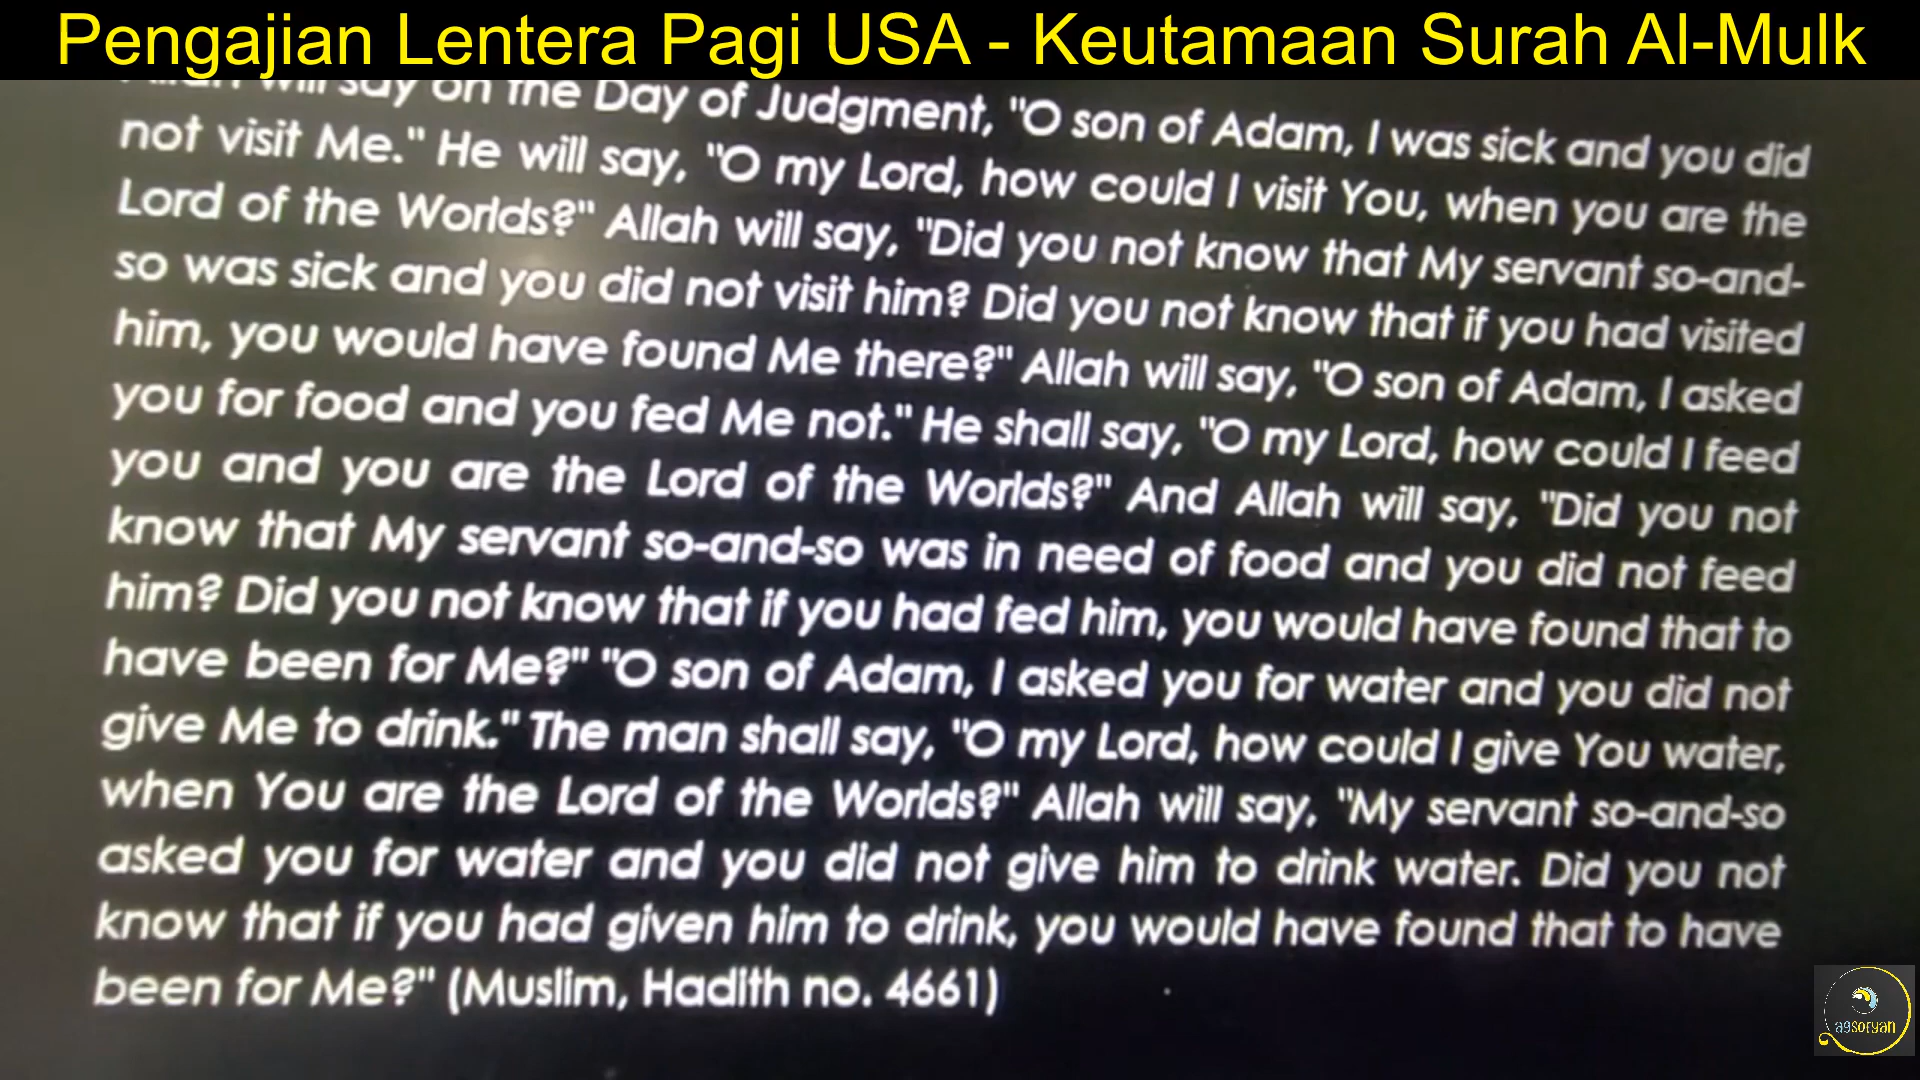 Pengajian Lentera Pagi USA - Keutamaan Surah Al-Mulk
Allah will say on the Day of Judgment, "O son of Adam, I was sick and you did
not visit Me." He will say, "O my Lord, how could I visit You, when you are the
Lord of the Worlds?" Allah will say, "Did you not know that My servant so-and-
so was sick and you did not visit him? Did you not know that if you had visited
him, you would have found Me there?" Allah will say, "O son of Adam, I asked
you for food and you fed Me not." He shall say, "O my Lord, how could I feed
you and you are the Lord of the Worlds?" And Allah will say, "Did you not
know that My servant so-and-so was in need of food and you did not feed
him? Did you not know that if you had fed him, you would have found that to
have been for Me?" "O son of Adam, I asked you for water and you did not
give Me to drink." The man shall say, "O my Lord, how could I give You water,
when You are the Lord of the Worlds?" Allah will say, "My servant so-and-so
asked you for water and you did not give him to drink water. Did you not
know that if you had given him to drink, you would have found that to have
been for Me?" (Muslim, Hadith no. 4661)
agsoryan